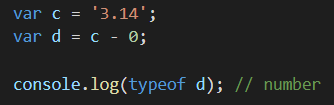 var c = '3.14';
var d = c - 0;
console.log(typeof d); // number